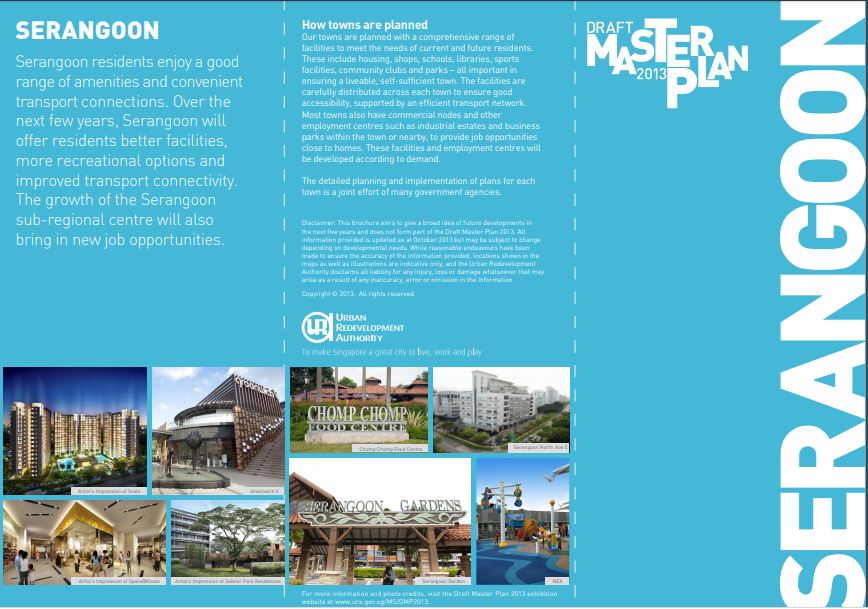 SERANGOON
Serangoon residents enjoy a good
range of amenities and convenient
transport connections. Over the
next few years, Serangoon will
offer residents better facilities,
more recreational options and
improved transport connectivity.
The growth of the Serangoon
sub-regional centre will also
bring in new job opportunities.
How towns are planned
Our towns are planned with a comprehensive range of
facilities to meet the needs of current and future residents.
These include housing, shops, schools, libraries, sports
facilities, community clubs and parks – all important in
ensuring a liveable, self-sufficient town. The facilities are
carefully distributed across each town to ensure good
accessibility, supported by an efficient transport network.
Most towns also have commercial nodes and other
employment centres such as industrial estates and business
parks within the town or nearby, to provide job opportunities
close to homes. These facilities and employment centres will
be developed according to demand.
The detailed planning and implementation of plans for each
town is a joint effort of many government agencies.
Disclaimer: This brochure aims to give a broad idea of future developments in
the next five years and does not form part of the Draft Master Plan 2013. All
information provided is updated as at October 2013 but may be subject to change
depending on developmental needs. While reasonable endeavours have been
made to ensure the accuracy of the information provided, locations shown in the
maps as well as illustrations are indicative only, and the Urban Redevelopment
Authority disclaims all liability for any injury, loss or damage whatsoever that may
arise as a result of any inaccuracy, error or omission in the information.
Copyright © 2013. All rights reserved.
URBAN
REDEVELOPMENT
AUTHORITY
To make Singapore a great city to live, work and play
Artist's Impression of Scala
Greenwich V
CHOMP CHOMP
FOOD CENTRE
Chomp Chomp Food Centre
Serangoon North Ave 5
Artist's Impression of
Artist's Impression of Seletar Park Residences
SERANGOON GARDENS
Serangoon Garden
NEX
For more information and photo credits, visit the Draft Master Plan 2013 exhibition
website at www.ura.gov.sg/MS/DMP2013
DRAFT
MASTER
2013
PLAN
SERANGOON